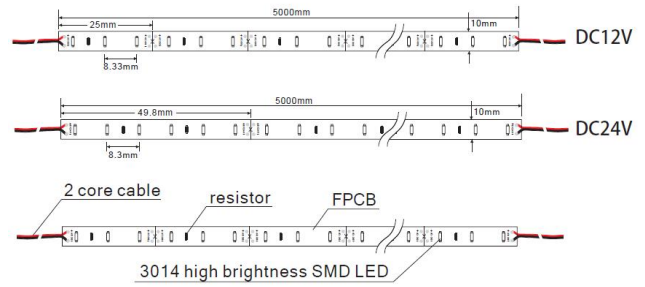 5000mm
25mm
10mm
DC12V
8.33mm
5000mm
49.8mm
10mm
DC24V
8.3mm
2 core cable
resistor
FPCB
3014 high brightness SMD LED